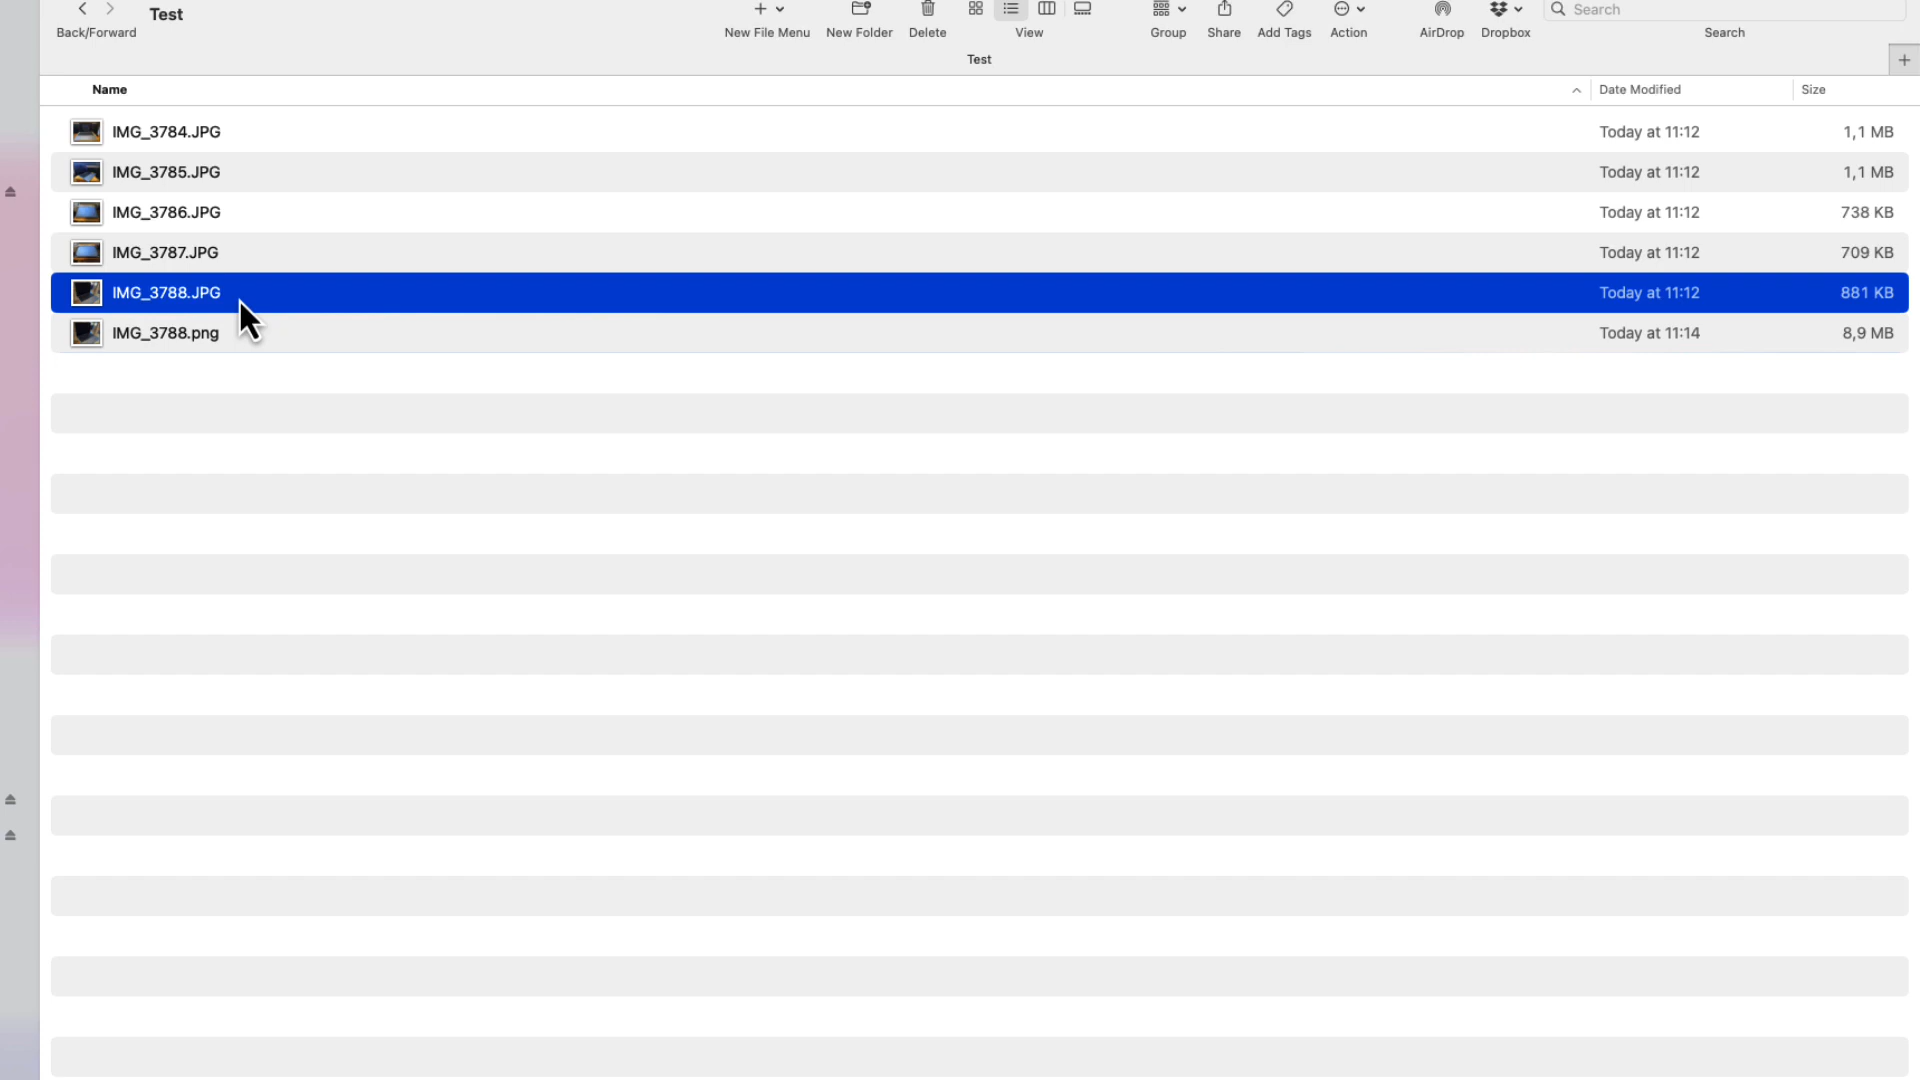 Test
Back/Forward
New File Menu
New Folder
Delete
View
Group
Share
Add Tags
Action
AirDrop
Dropbox
Search
Search
Test
Name Date Modified Size
IMG_3784.JPG Today at 11:12 1,1 MB
IMG_3785.JPG Today at 11:12 1,1 MB
IMG_3786.JPG Today at 11:12 738 KB
IMG_3787.JPG Today at 11:12 709 KB
IMG_3788.JPG Today at 11:12 881 KB
IMG_3788.png Today at 11:14 8,9 MB